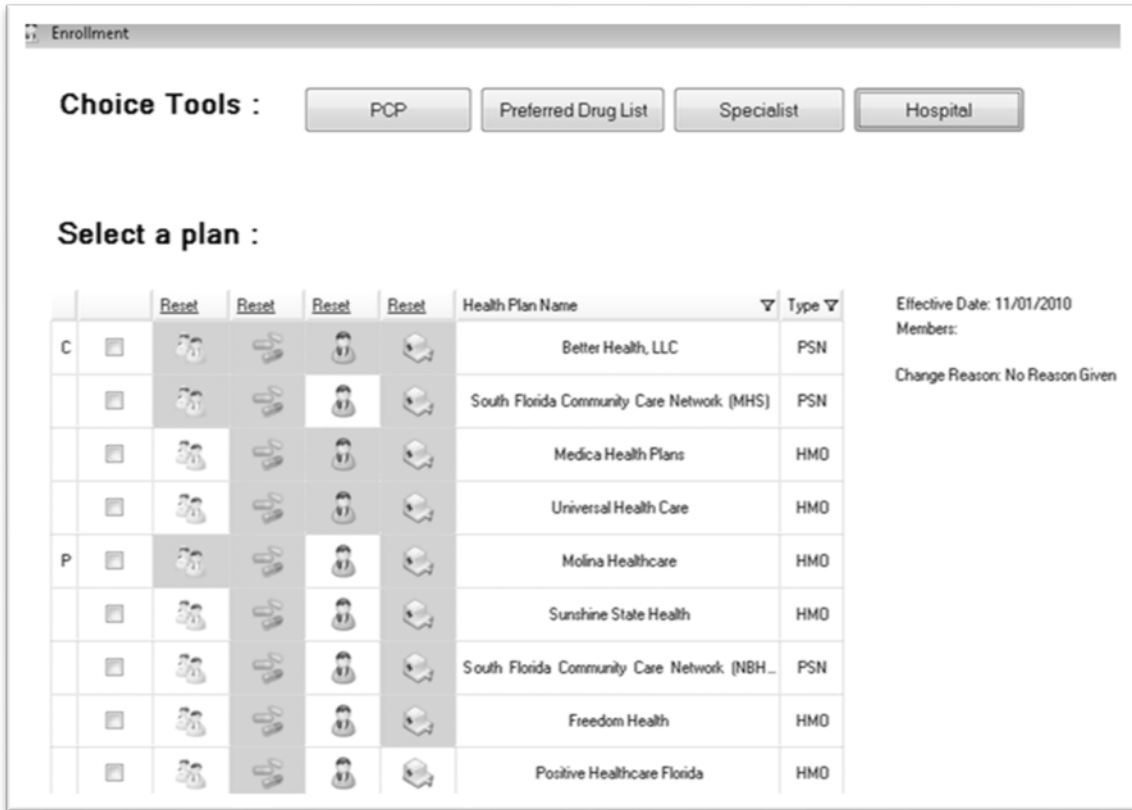 Enrollment
Choice Tools :
PCP
Preferred Drug List
Specialist
Hospital
Select a plan :
Reset Reset Reset Reset Health Plan Name Type
C Better Health, LLC PSN
South Florida Community Care Network (MHS) PSN
Medica Health Plans HMO
Universal Health Care HMO
P Molina Healthcare HMO
Sunshine State Health HMO
South Florida Community Care Network (NBH... PSN
Freedom Health HMO
Positive Healthcare Florida HMO
Effective Date: 11/01/2010
Members:
Change Reason: No Reason Given